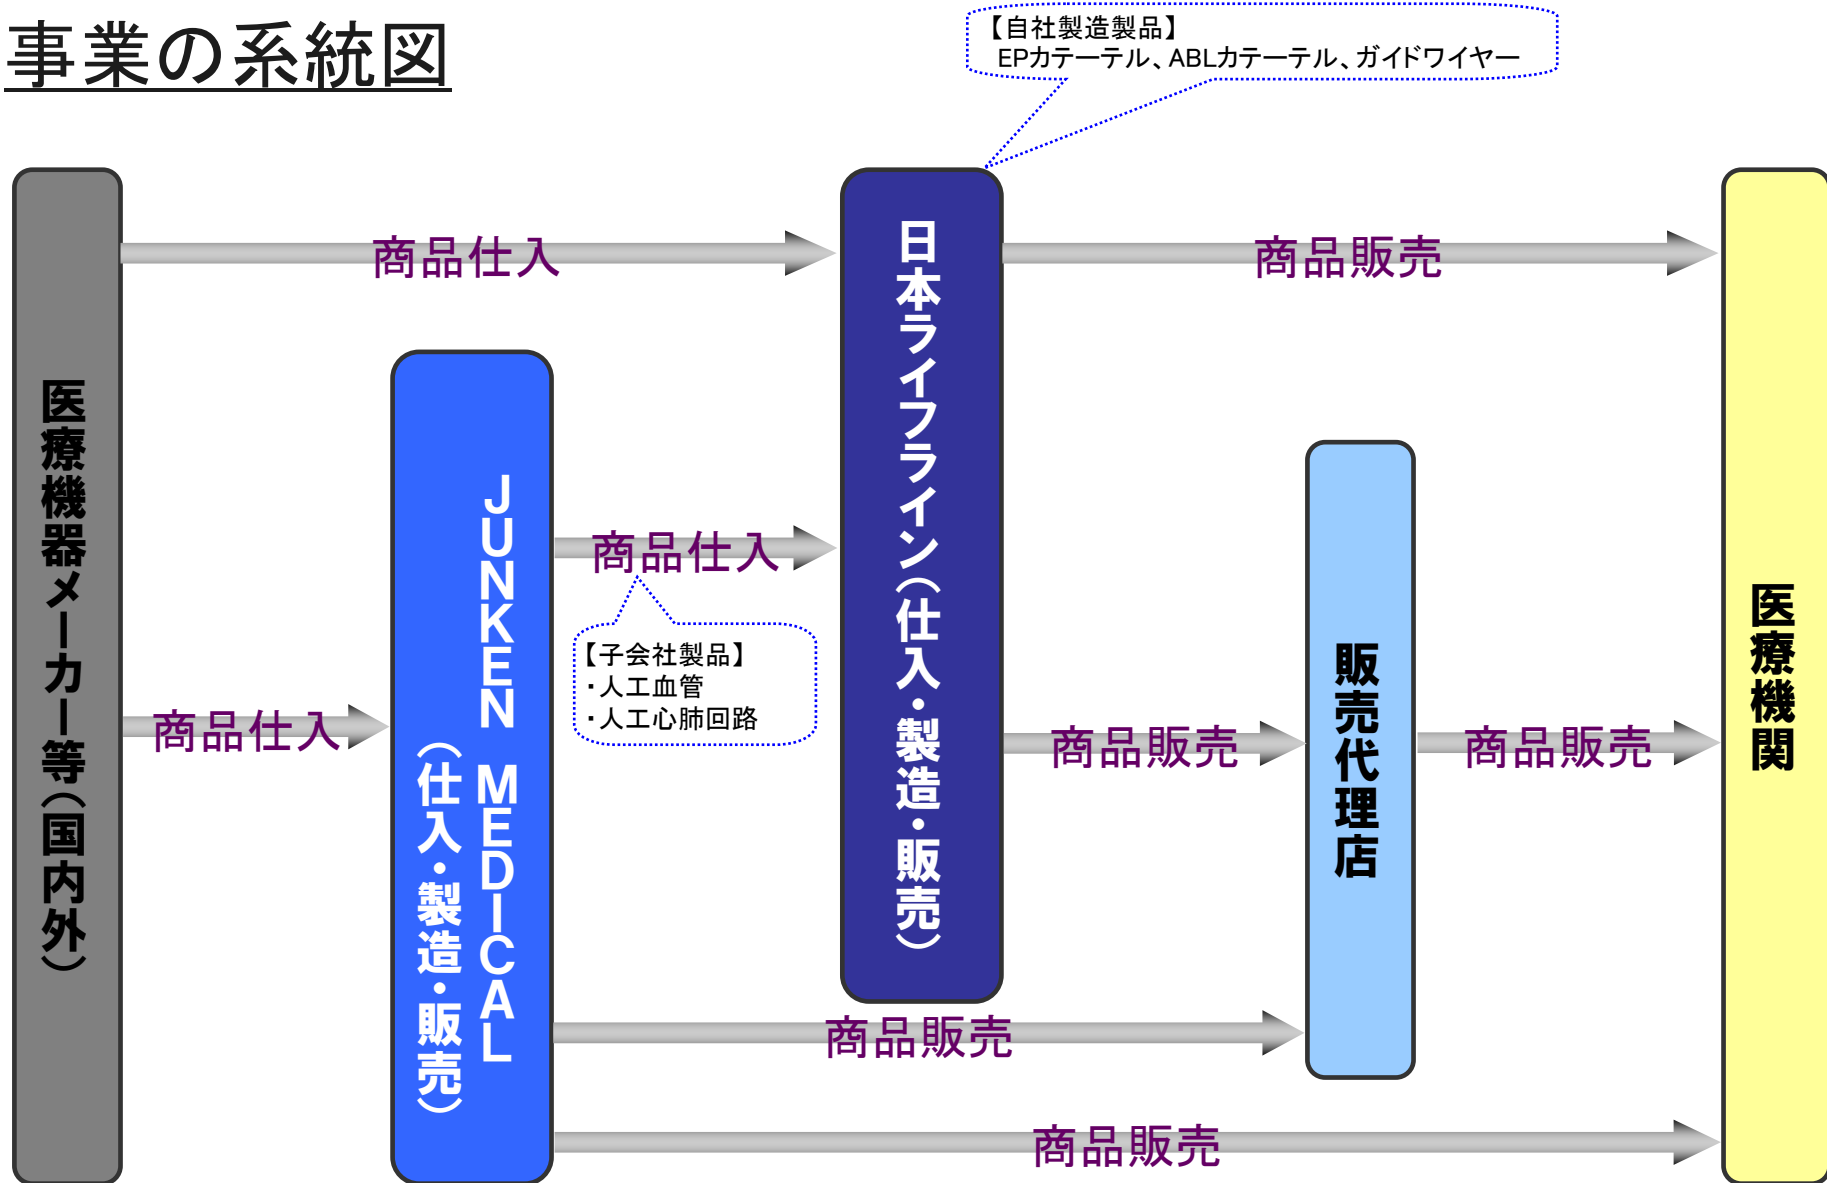 事業の系統図
【自社製造製品】
EPカテーテル、ABLカテーテル、ガイドワイヤー
医療機器メーカー等（国内外）
商品仕入
商品仕入
JUNKEN MEDICAL
（仕入・製造・販売）
商品仕入
【子会社製品】
・人工血管
・人工心肺回路
日本ライフライン（仕入・製造・販売）
商品販売
商品販売
商品販売
商品販売
販売代理店
商品販売
医療機関